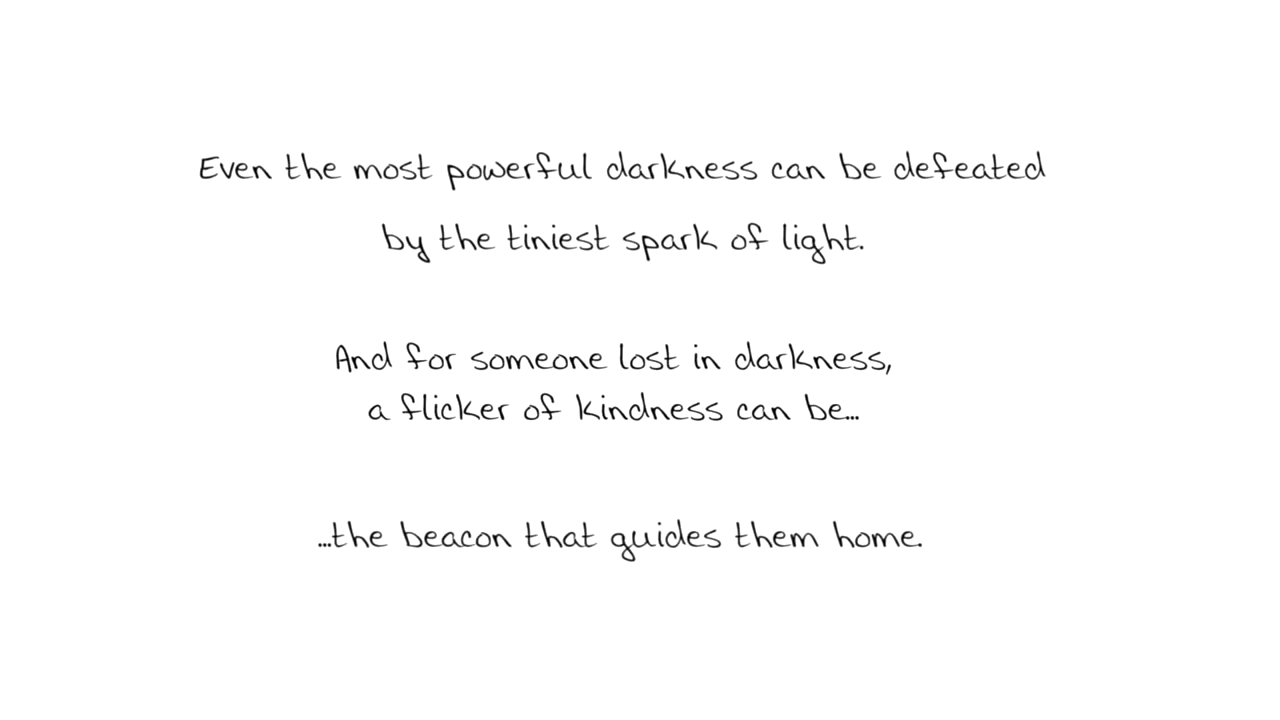 Even the most powerful darkness can be defeated
by the tiniest spark of light.
And for someone lost in darkness,
a flicker of kindness can be...
...the beacon that guides them home.